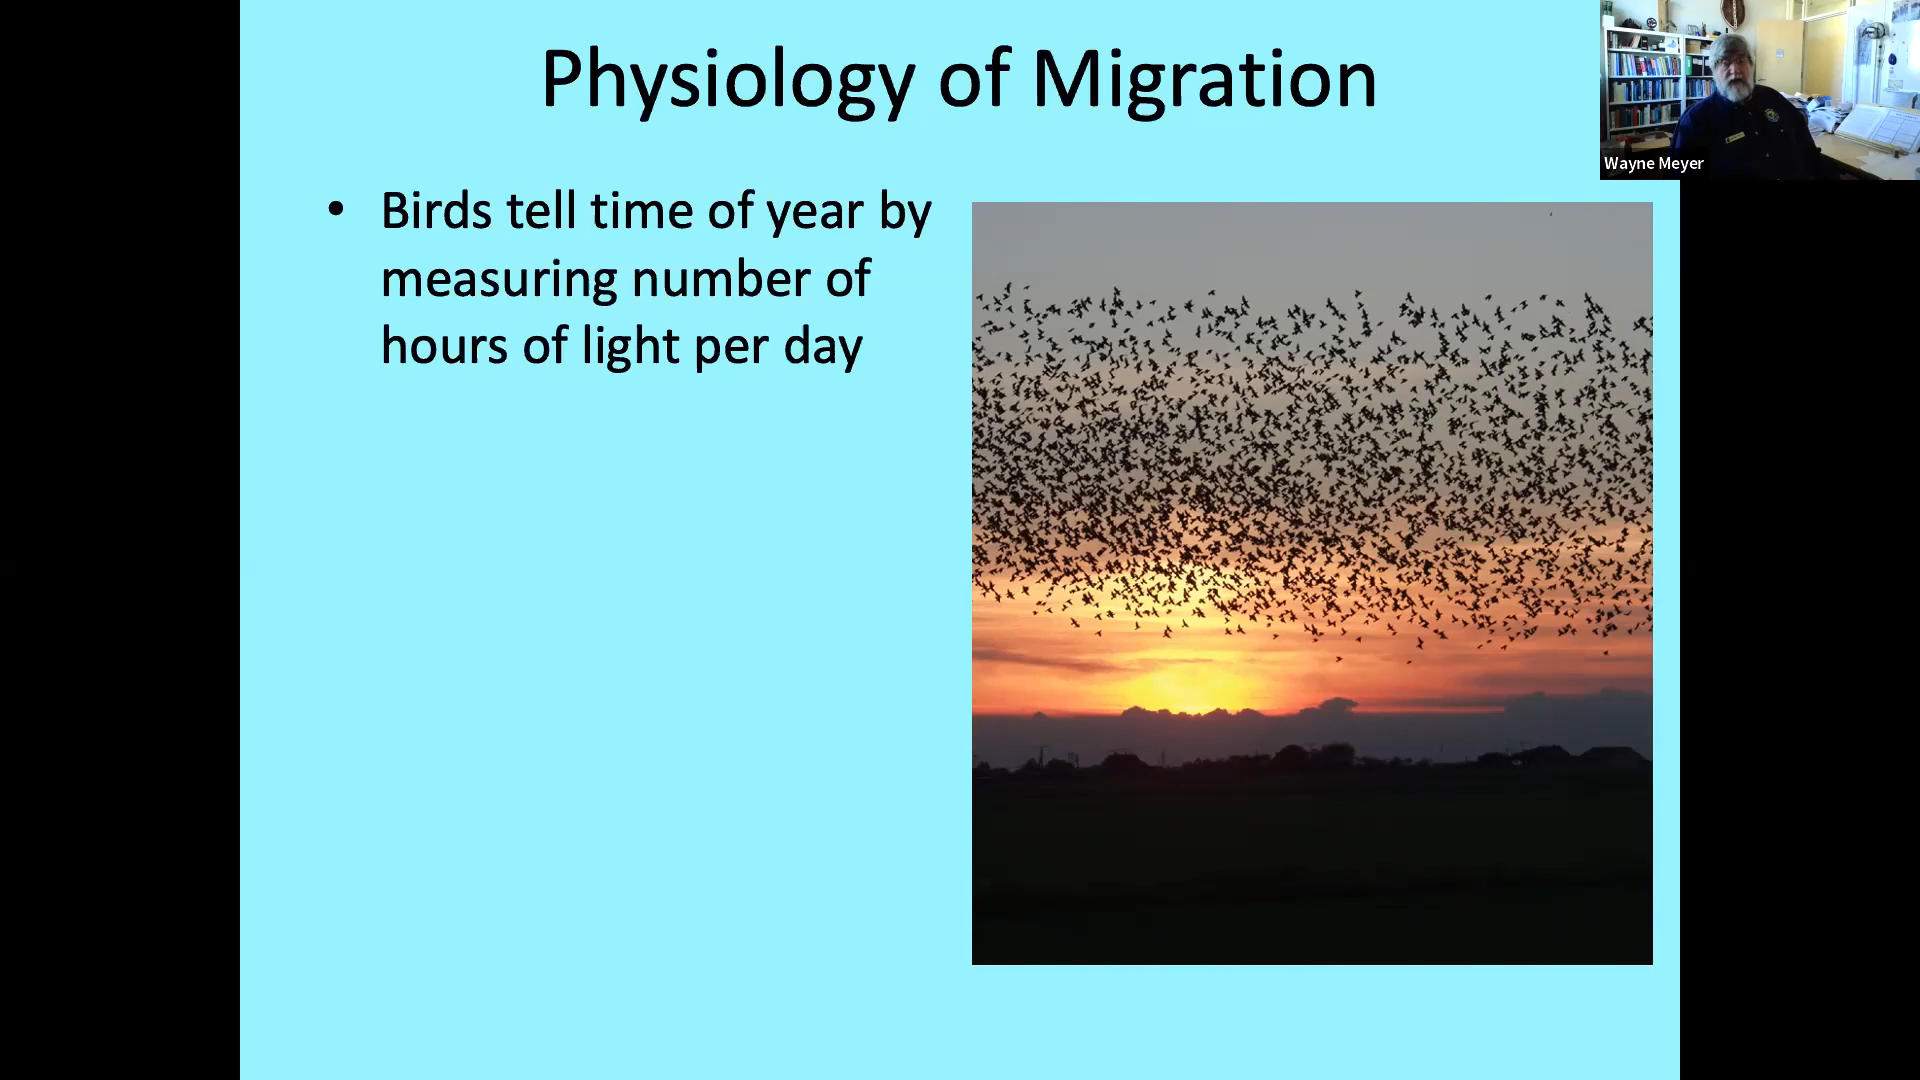 Physiology of Migration
Wayne Meyer
• Birds tell time of year by
measuring number of
hours of light per day